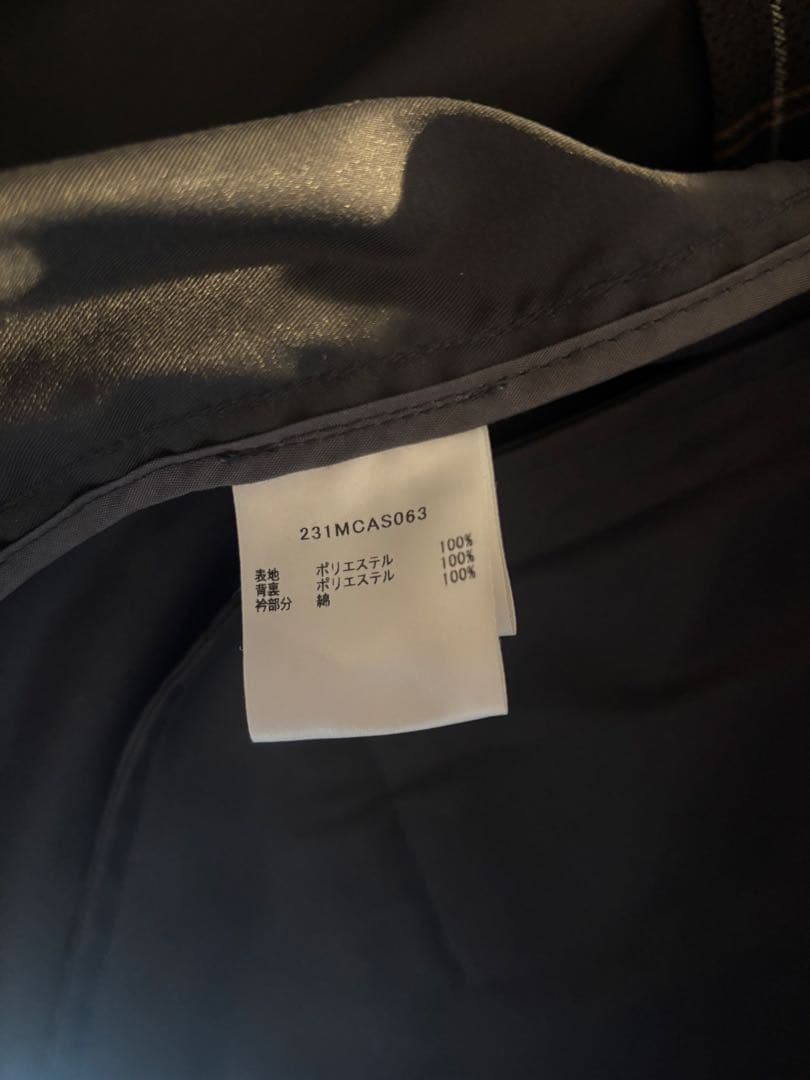 231MCAS063
表地 ポリエステル 100%
背裏 ポリエステル 100%
衿部分 綿 100%